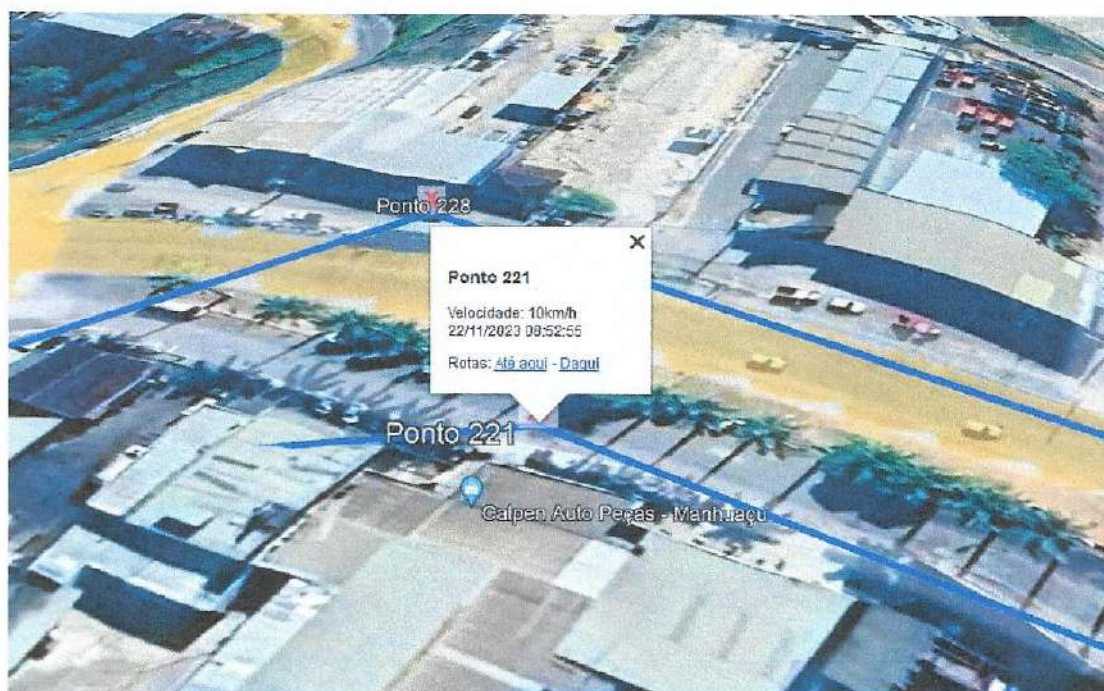 Ponto 228
Ponto 221
Velocidade: 10km/h
22/11/2023 08:52:55
Rotas: Até aqui - Daqui
Ponto 221
Calpen Auto Peças - Manhuaçu